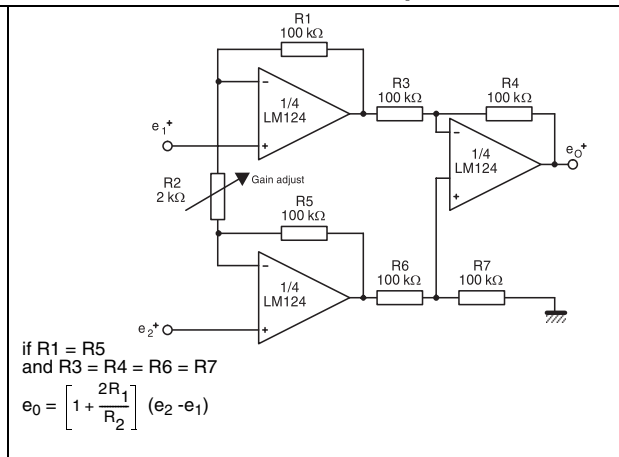 R1
100 kΩ
R3
100 kΩ
R4
100 kΩ
1/4
LM124
e1+
1/4
LM124
eO+
R2
2 kΩ
Gain adjust
R5
100 kΩ
R6
100 kΩ
R7
100 kΩ
1/4
LM124
e2+
if R1 = R5
and R3 = R4 = R6 = R7
e0 = [1 + 2R1/R2] (e2 -e1)